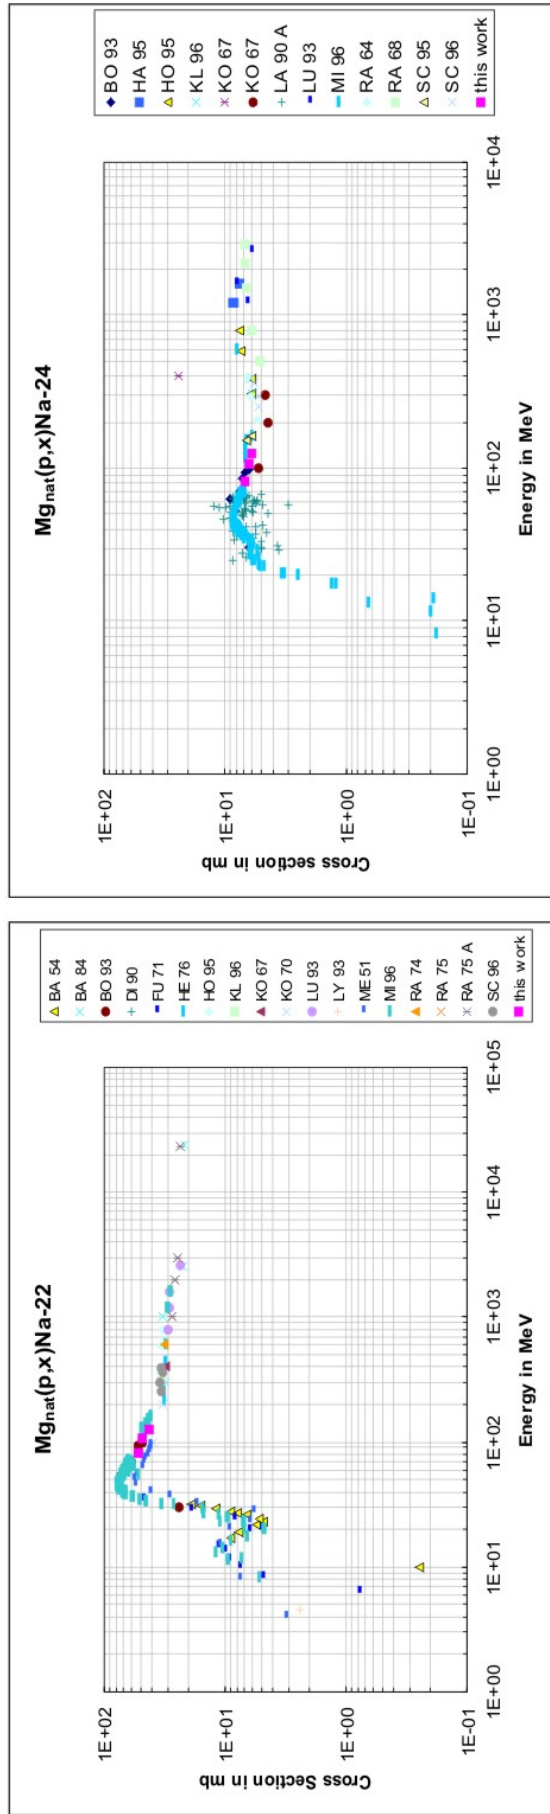 Mgnat(p,x)Na-22
1E+02
1E+01
1E+00
1E-01
Cross Section in mb
1E+00
1E+01
1E+02
1E+03
1E+04
1E+05
Energy in MeV
BA 54
BA 84
BO 93
DI 90
FU 71
HE 76
HO 95
KL 96
KO 67
KO 70
LU 93
LY 93
ME 51
MI 96
RA 74
RA 75
RA 75 A
SC 96
this work
Mgnat(p,x)Na-24
1E+02
1E+01
1E+00
1E-01
Cross section in mb
1E+00
1E+01
1E+02
1E+03
1E+04
Energy in MeV
BO 93
HA 95
HO 95
KL 96
KO 67
KO 67
LA 90 A
LU 93
MI 96
RA 64
RA 68
SC 95
SC 96
this work